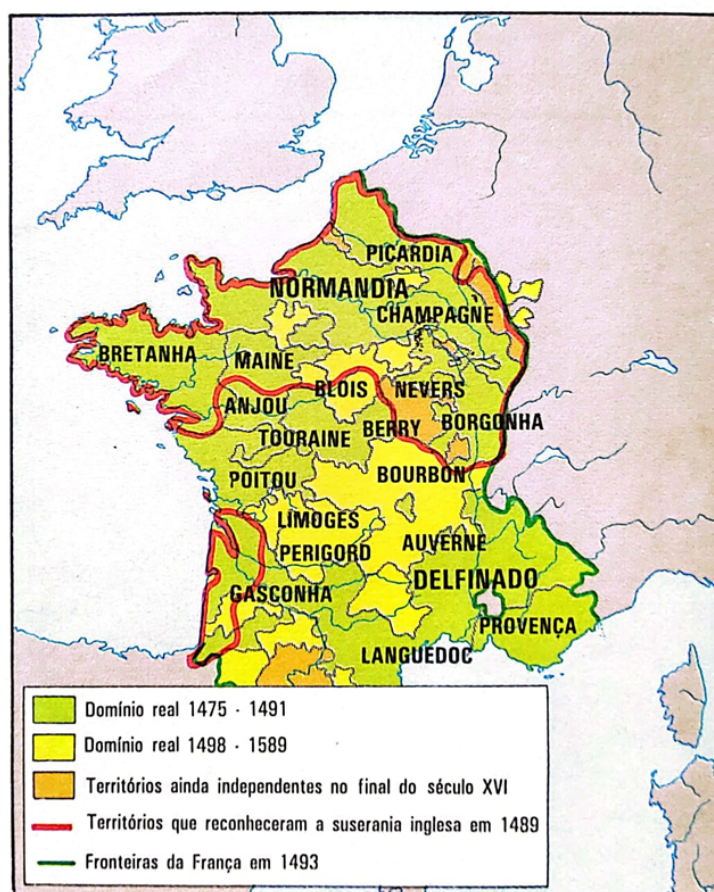 PICARDIA
NORMANDIA
CHAMPAGNE
BRETANHA
MAINE
BLOIS
NEVERS
ANJOU
BORGONHA
BERRY
TOURAINE
BOURBON
POITOU
LIMOGES
AUVERNE
PERIGORD
DELFINADO
GASCONHA
PROVENÇA
LANGUEDOC
Domínio real 1475 - 1491
Domínio real 1498 - 1589
Territórios ainda independentes no final do século XVI
Territórios que reconheceram a suserania inglesa em 1489
Fronteiras da França em 1493